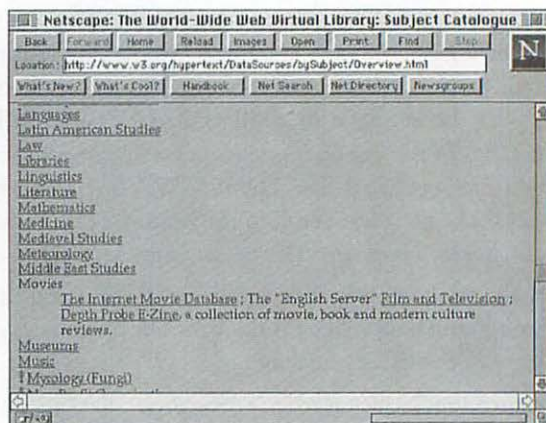 Netscape: The World-Wide Web Virtual Library: Subject Catalogue
Back Forward Home Reload Images Open Print Find Stop
N
Location: http://www.w3.org/hypertext/DataSources/bySubject/Overview.html
What's New? What's Cool? Handbook Net Search Net Directory Newsgroups
Languages
Latin American Studies
Law
Libraries
Linguistics
Literature
Mathematics
Medicine
Medieval Studies
Meteorology
Middle East Studies
Movies
The Internet Movie Database ; The "English Server" Film and Television ;
Depth Probe E-Zine, a collection of movie, book and modern culture
reviews.
Museums
Music
Mycology (Fungi)